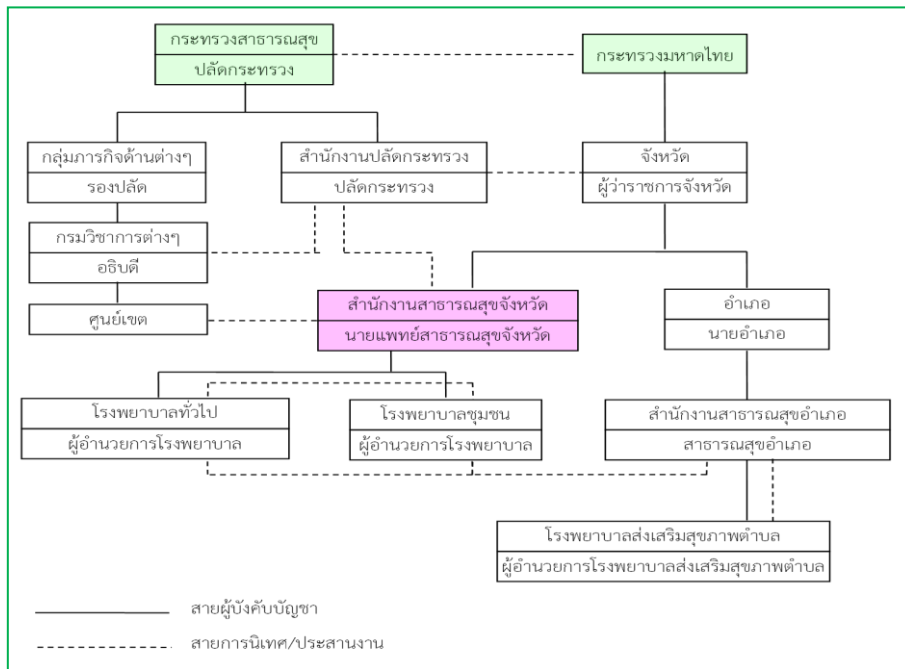 กระทรวงสาธารณสุข
ปลัดกระทรวง
กระทรวงมหาดไทย
กลุ่มภารกิจด้านต่างๆ
รองปลัด
สำนักงานปลัดกระทรวง
ปลัดกระทรวง
จังหวัด
ผู้ว่าราชการจังหวัด
กรมวิชาการต่างๆ
อธิบดี
ศูนย์เขต
สำนักงานสาธารณสุขจังหวัด
นายแพทย์สาธารณสุขจังหวัด
อำเภอ
นายอำเภอ
โรงพยาบาลทั่วไป
ผู้อำนวยการโรงพยาบาล
โรงพยาบาลชุมชน
ผู้อำนวยการโรงพยาบาล
สำนักงานสาธารณสุขอำเภอ
สาธารณสุขอำเภอ
โรงพยาบาลส่งเสริมสุขภาพตำบล
ผู้อำนวยการโรงพยาบาลส่งเสริมสุขภาพตำบล
สายผู้บังคับบัญชา
สายการนิเทศ/ประสานงาน